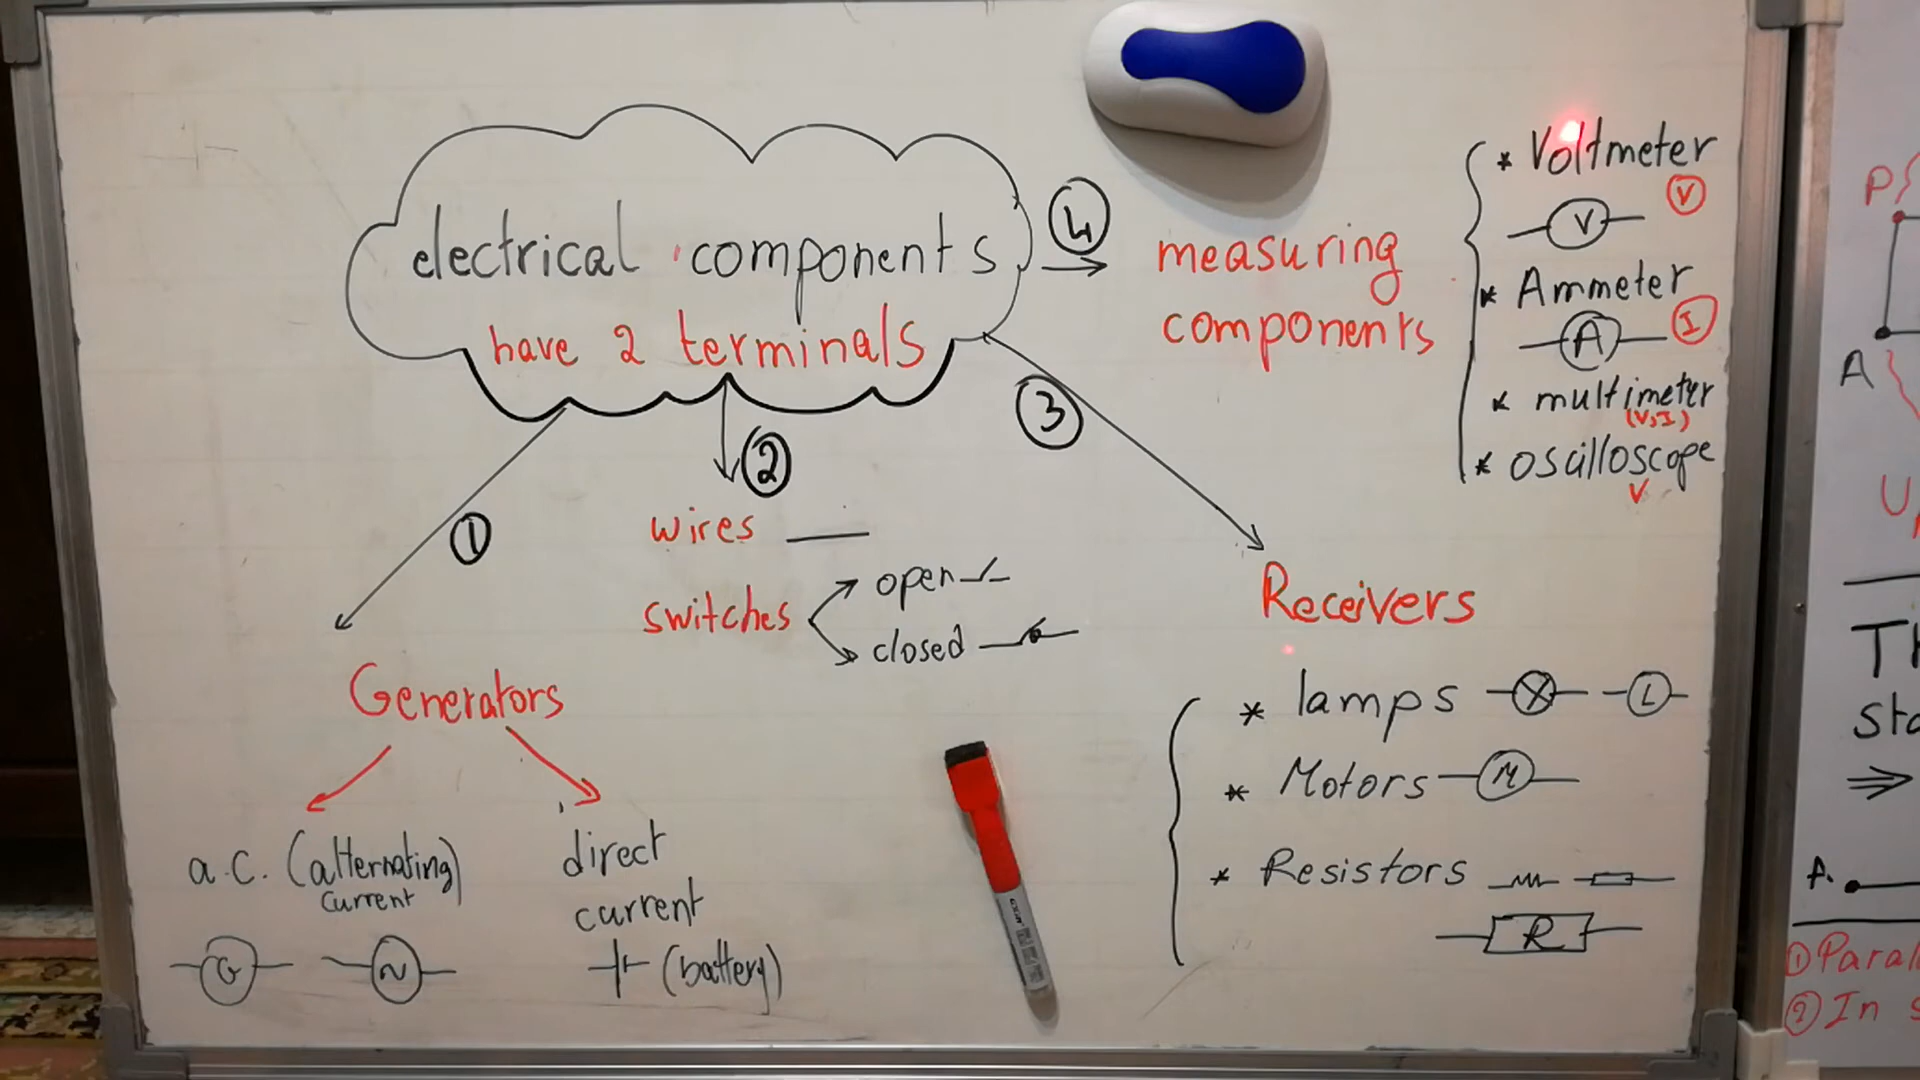 electrical components
have 2 terminals
①
Generators
a.c. (alternating)
current
G
~
direct
current
(battery)
②
wires
switches
open
closed
③
Receivers
* lamps
L
* Motors
M
* Resistors
R
④
measuring
components
* Voltmeter
V
V
* Ammeter
A
I
* multimeter
(V,I)
* oscilloscope
V
P
A
U
Th
sta
⇒
A.
① Paral
② In s